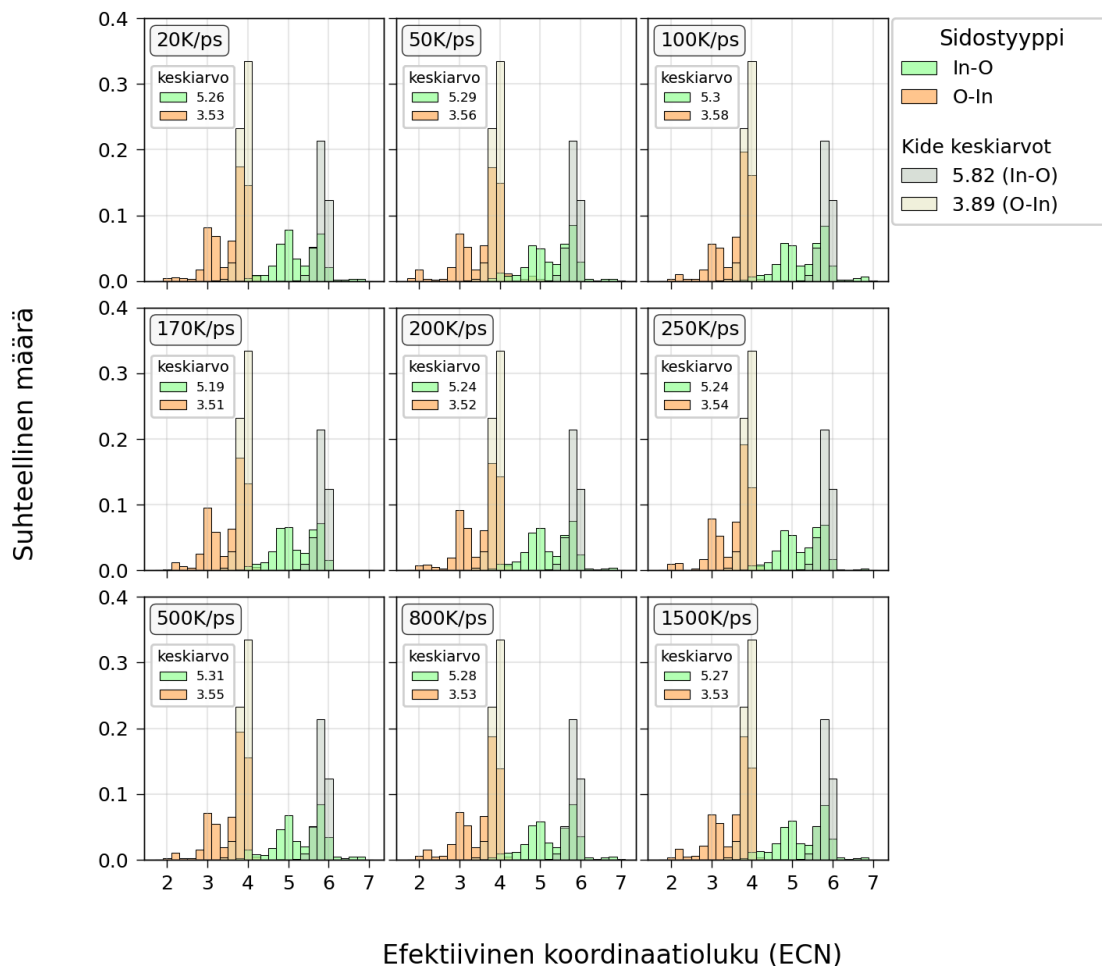 0.4
0.3
0.2
0.1
0.0
20K/ps
keskiarvo
5.26
3.53
50K/ps
keskiarvo
5.29
3.56
100K/ps
keskiarvo
5.3
3.58
Sidostyyppi
In-O
O-In
Kide keskiarvot
5.82 (In-O)
3.89 (O-In)
0.4
0.3
0.2
0.1
0.0
170K/ps
keskiarvo
5.19
3.51
200K/ps
keskiarvo
5.24
3.52
250K/ps
keskiarvo
5.24
3.54
Suhteellinen määrä
0.4
0.3
0.2
0.1
0.0
500K/ps
keskiarvo
5.31
3.55
800K/ps
keskiarvo
5.28
3.53
1500K/ps
keskiarvo
5.27
3.53
2 3 4 5 6 7 2 3 4 5 6 7 2 3 4 5 6 7
Efektiivinen koordinaatioluku (ECN)